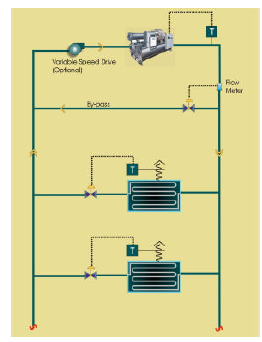 T
Variable Speed Drive
(Optional)
Flow
Meter
By-pass
T
T